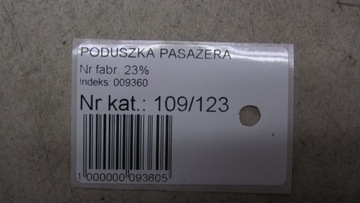 PODUSZKA PASAŻERA
Nr fabr. 23%
Indeks: 009360
Nr kat.: 109/123
1 000000 093605